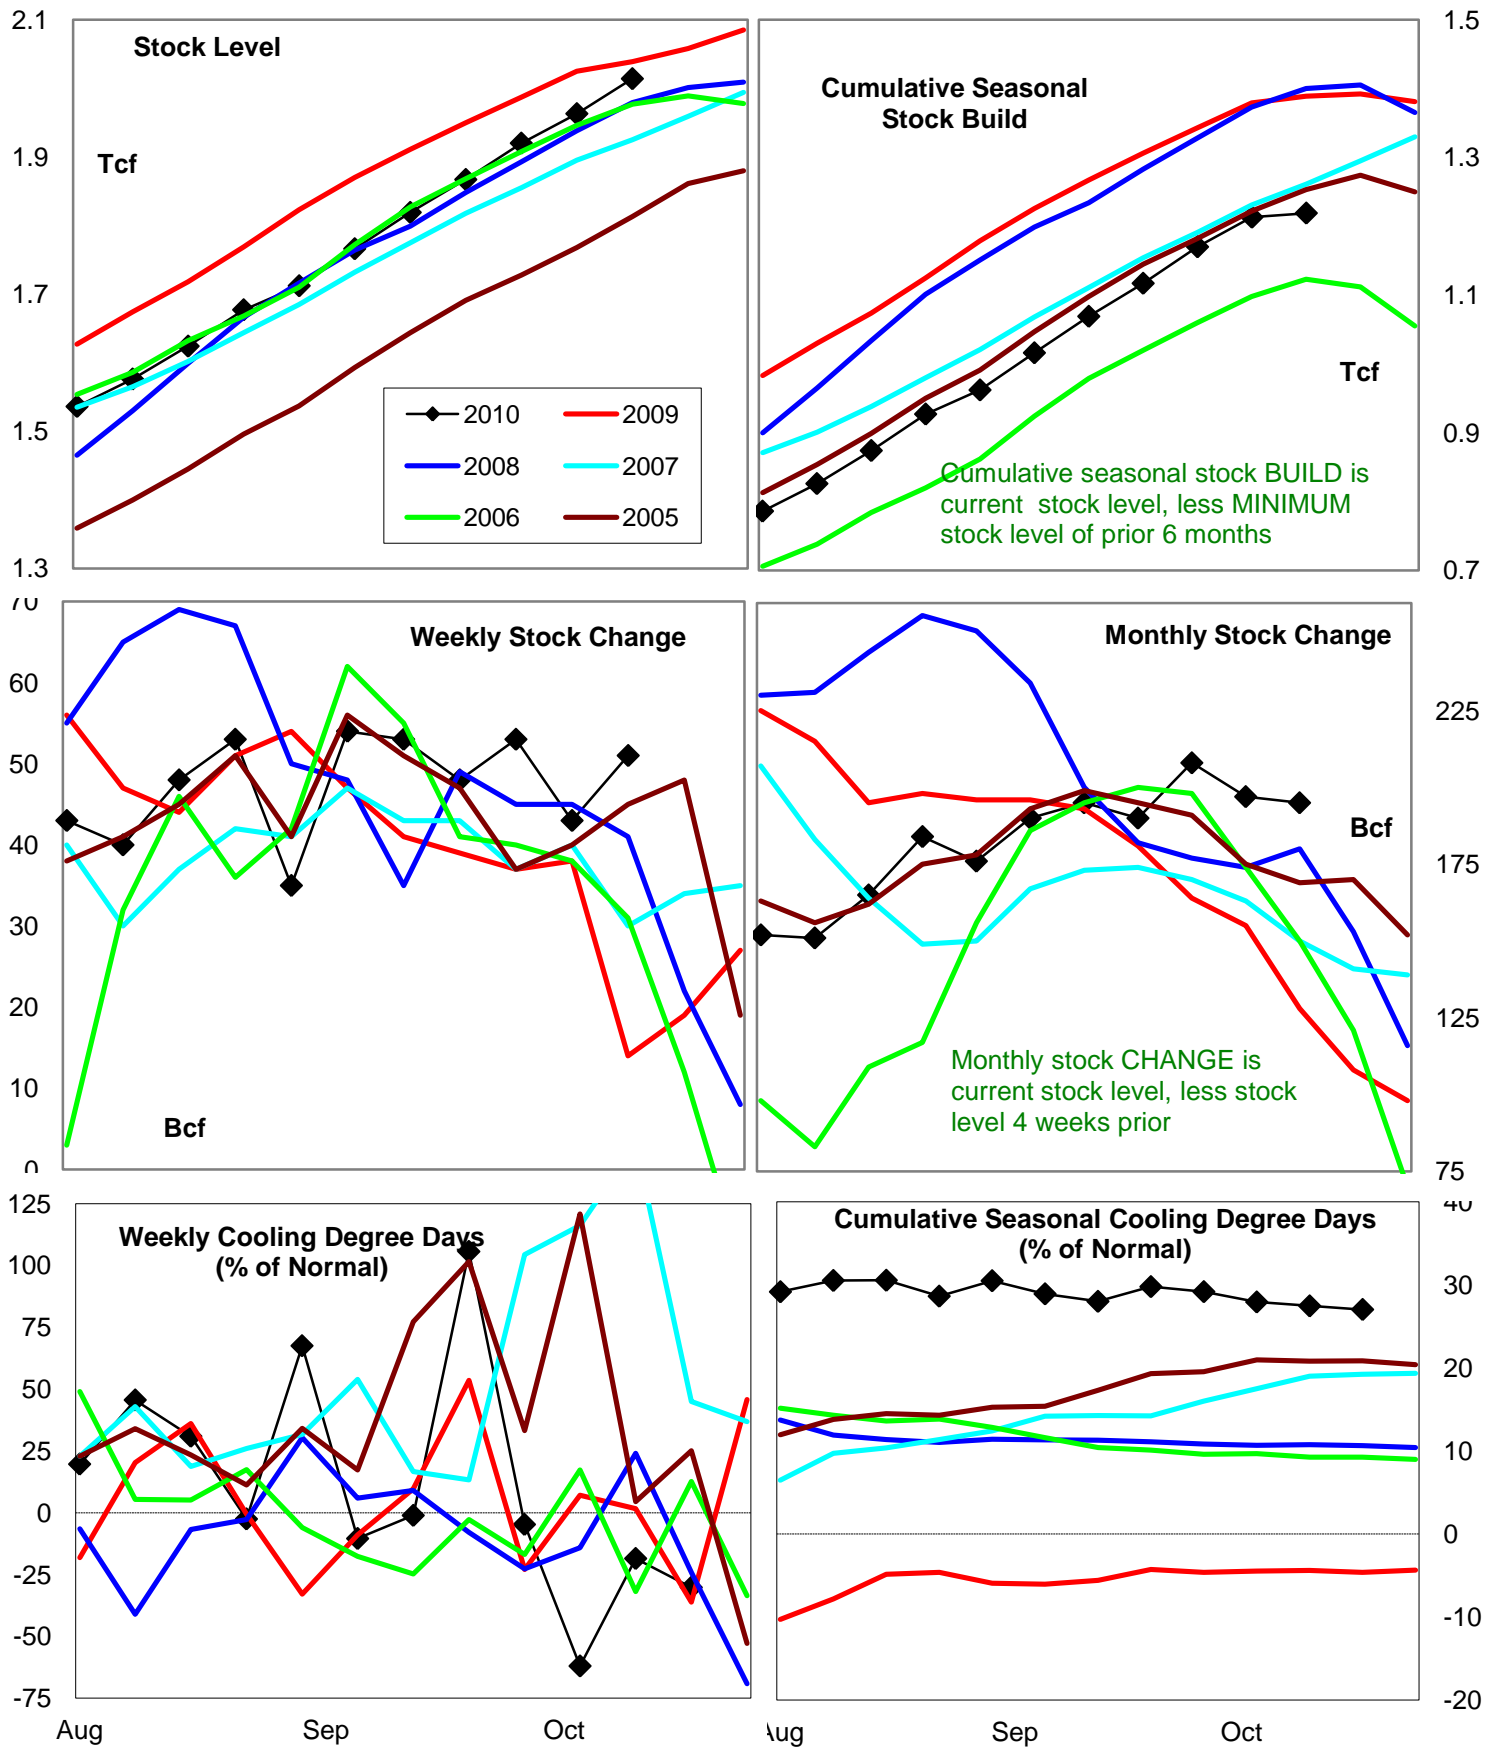 2.1
1.9
1.7
1.5
1.3
Stock Level
Tcf
2010
2009
2008
2007
2006
2005
Cumulative Seasonal
Stock Build
1.5
1.3
1.1
0.9
0.7
Tcf
Cumulative seasonal stock BUILD is
current stock level, less MINIMUM
stock level of prior 6 months
70
60
50
40
30
20
10
0
Weekly Stock Change
Bcf
Monthly Stock Change
225
175
125
75
Bcf
Monthly stock CHANGE is
current stock level, less stock
level 4 weeks prior
125
100
75
50
25
0
-25
-50
-75
Weekly Cooling Degree Days
(% of Normal)
Aug
Sep
Oct
Cumulative Seasonal Cooling Degree Days
(% of Normal)
40
30
20
10
0
-10
-20
Aug
Sep
Oct